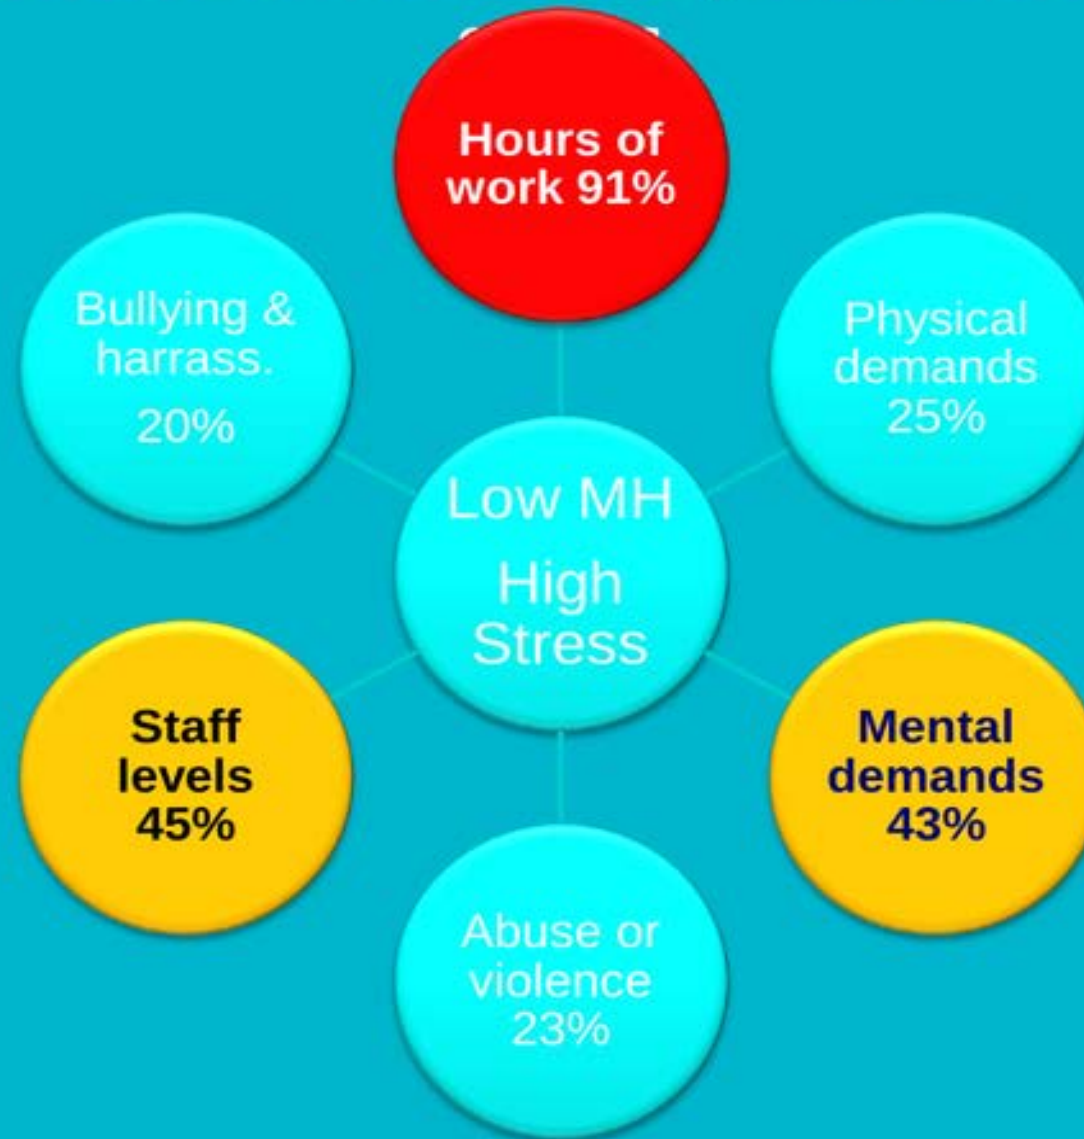 Hours of
work 91%
Physical
demands
25%
Mental
demands
43%
Abuse or
violence
23%
Staff
levels
45%
Bullying &
harrass.
20%
Low MH
High
Stress